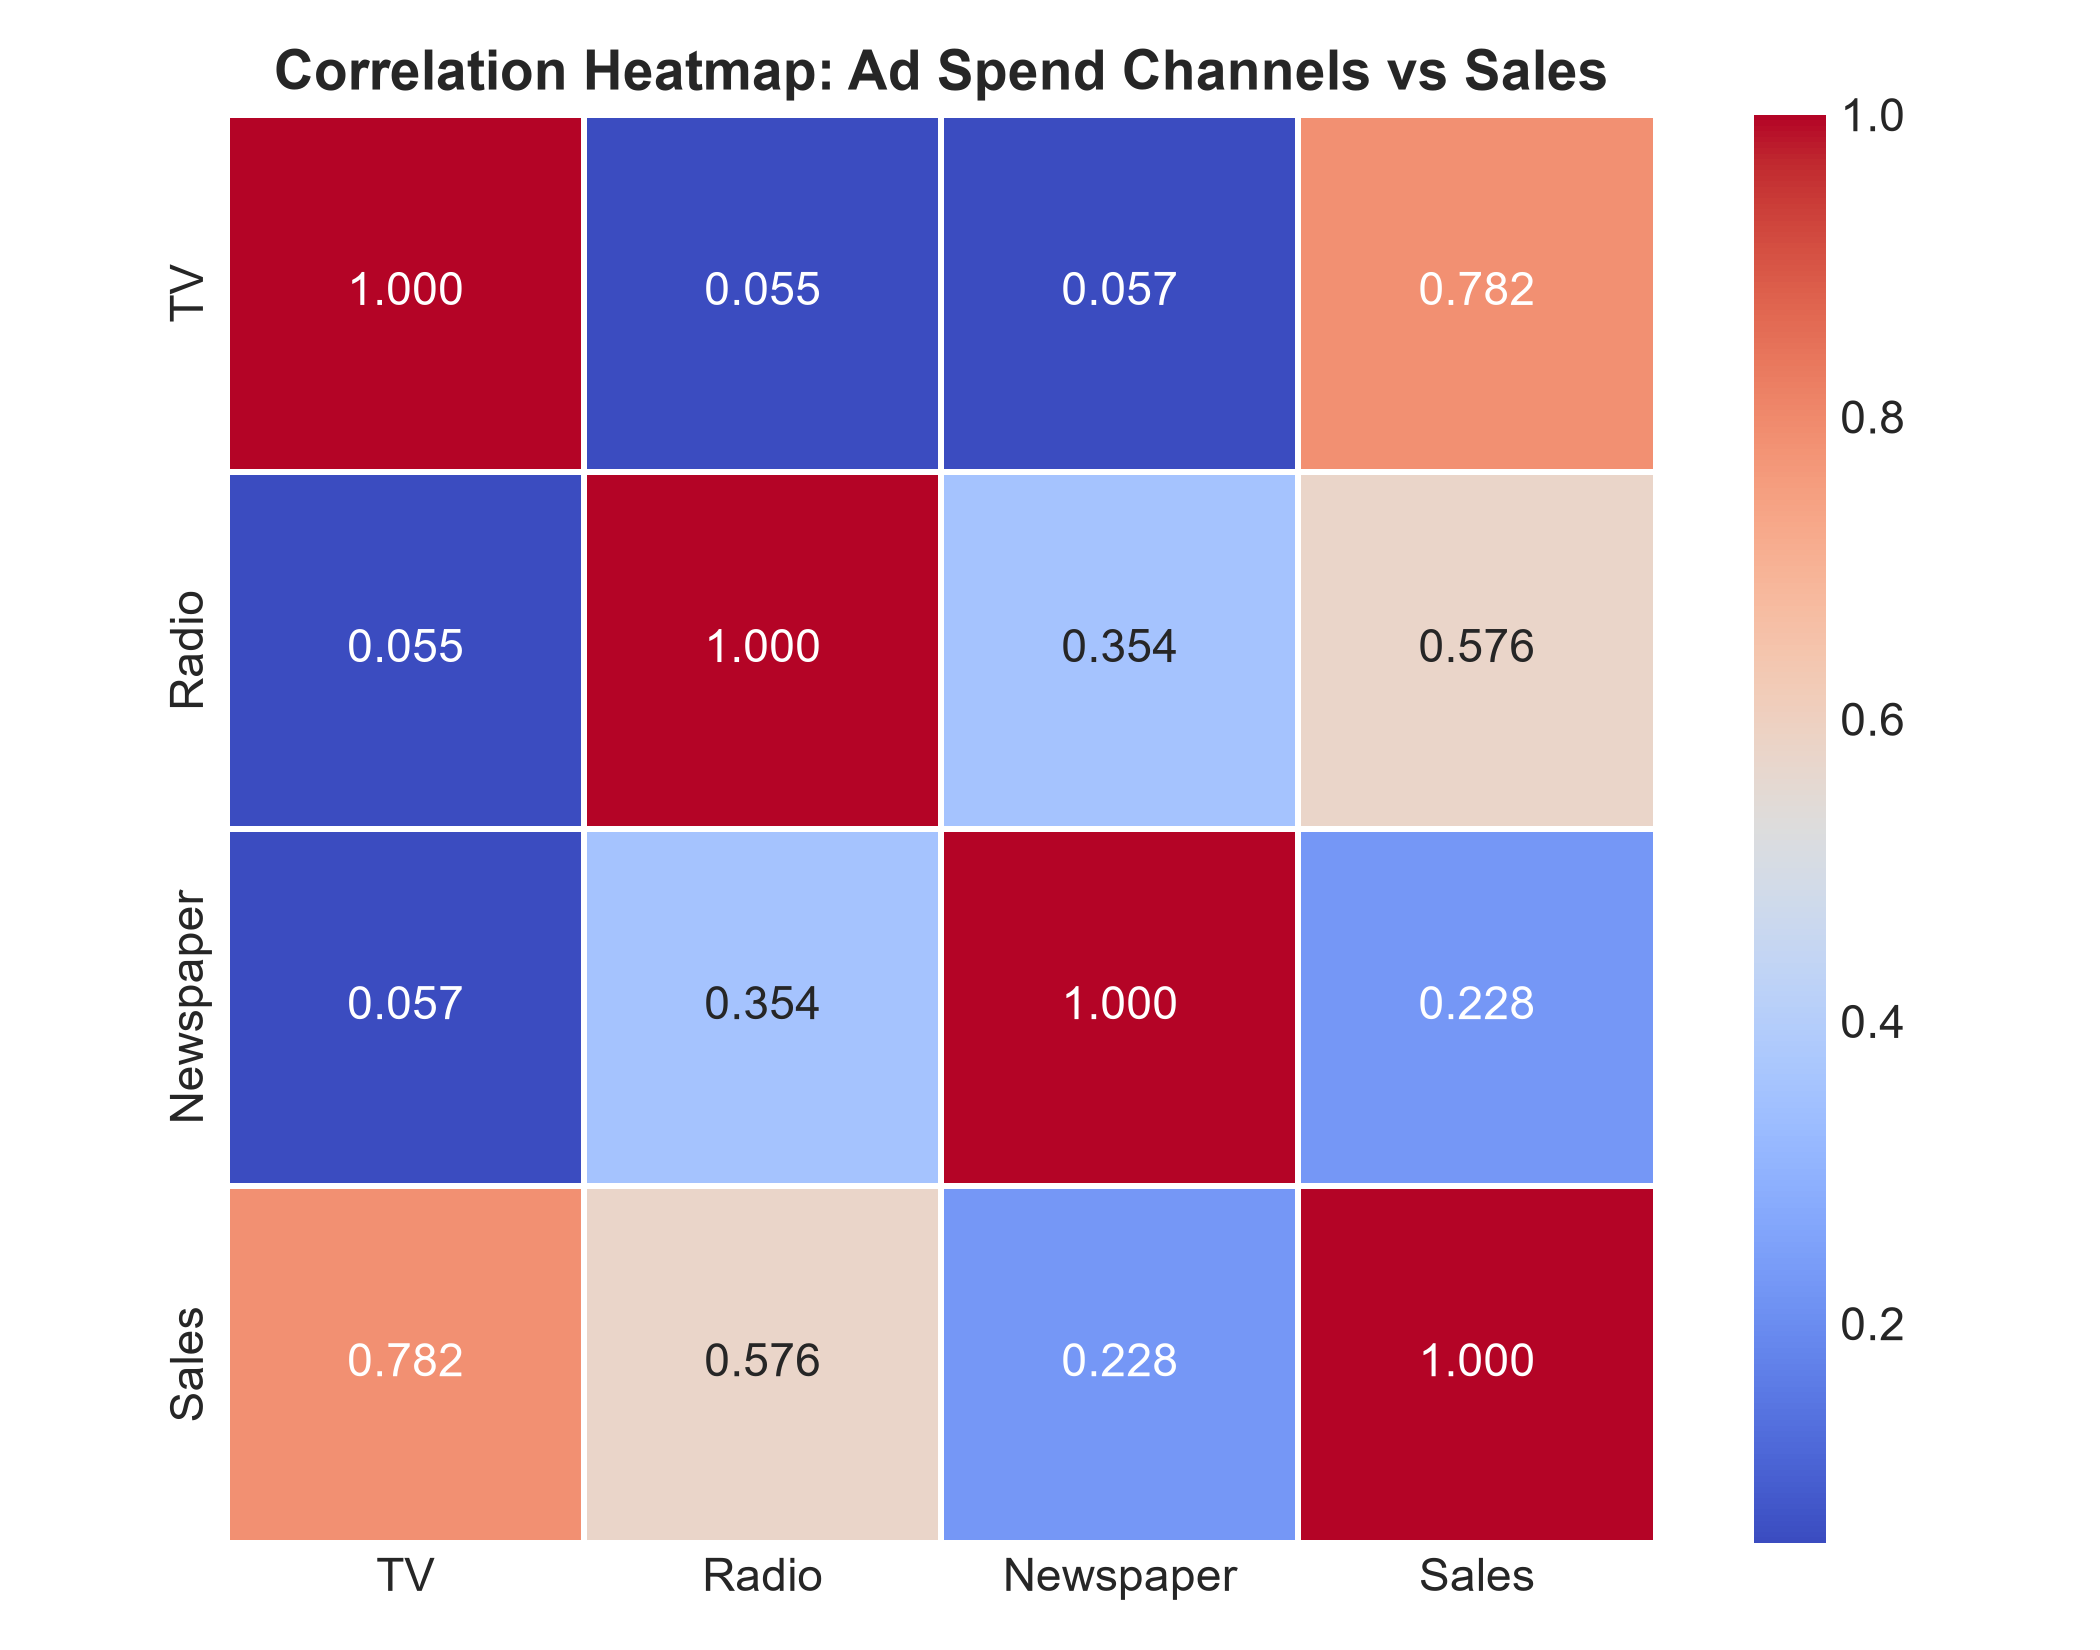 Correlation Heatmap: Ad Spend Channels vs Sales
1.0
TV 1.000 0.055 0.057 0.782
0.8
Radio 0.055 1.000 0.354 0.576
0.6
Newspaper 0.057 0.354 1.000 0.228
0.4
Sales 0.782 0.576 0.228 1.000
0.2
TV Radio Newspaper Sales